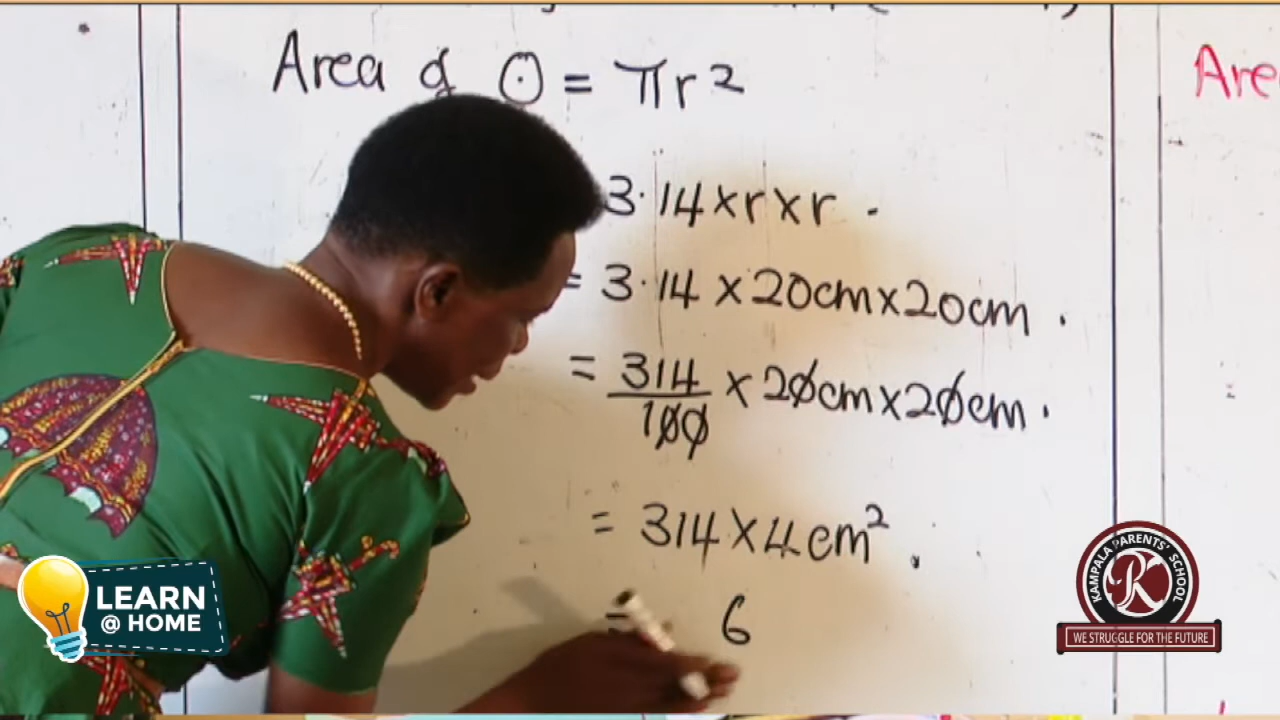 Area of ⊙ = πr²
3.14 × r × r .
= 3.14 × 20cm × 20cm .
= 314/100 × 20cm × 20cm .
= 314 × 4cm² .
= 6
Are
LEARN
@ HOME
KAMPALA PARENTS' SCHOOL
K
WE STRUGGLE FOR THE FUTURE